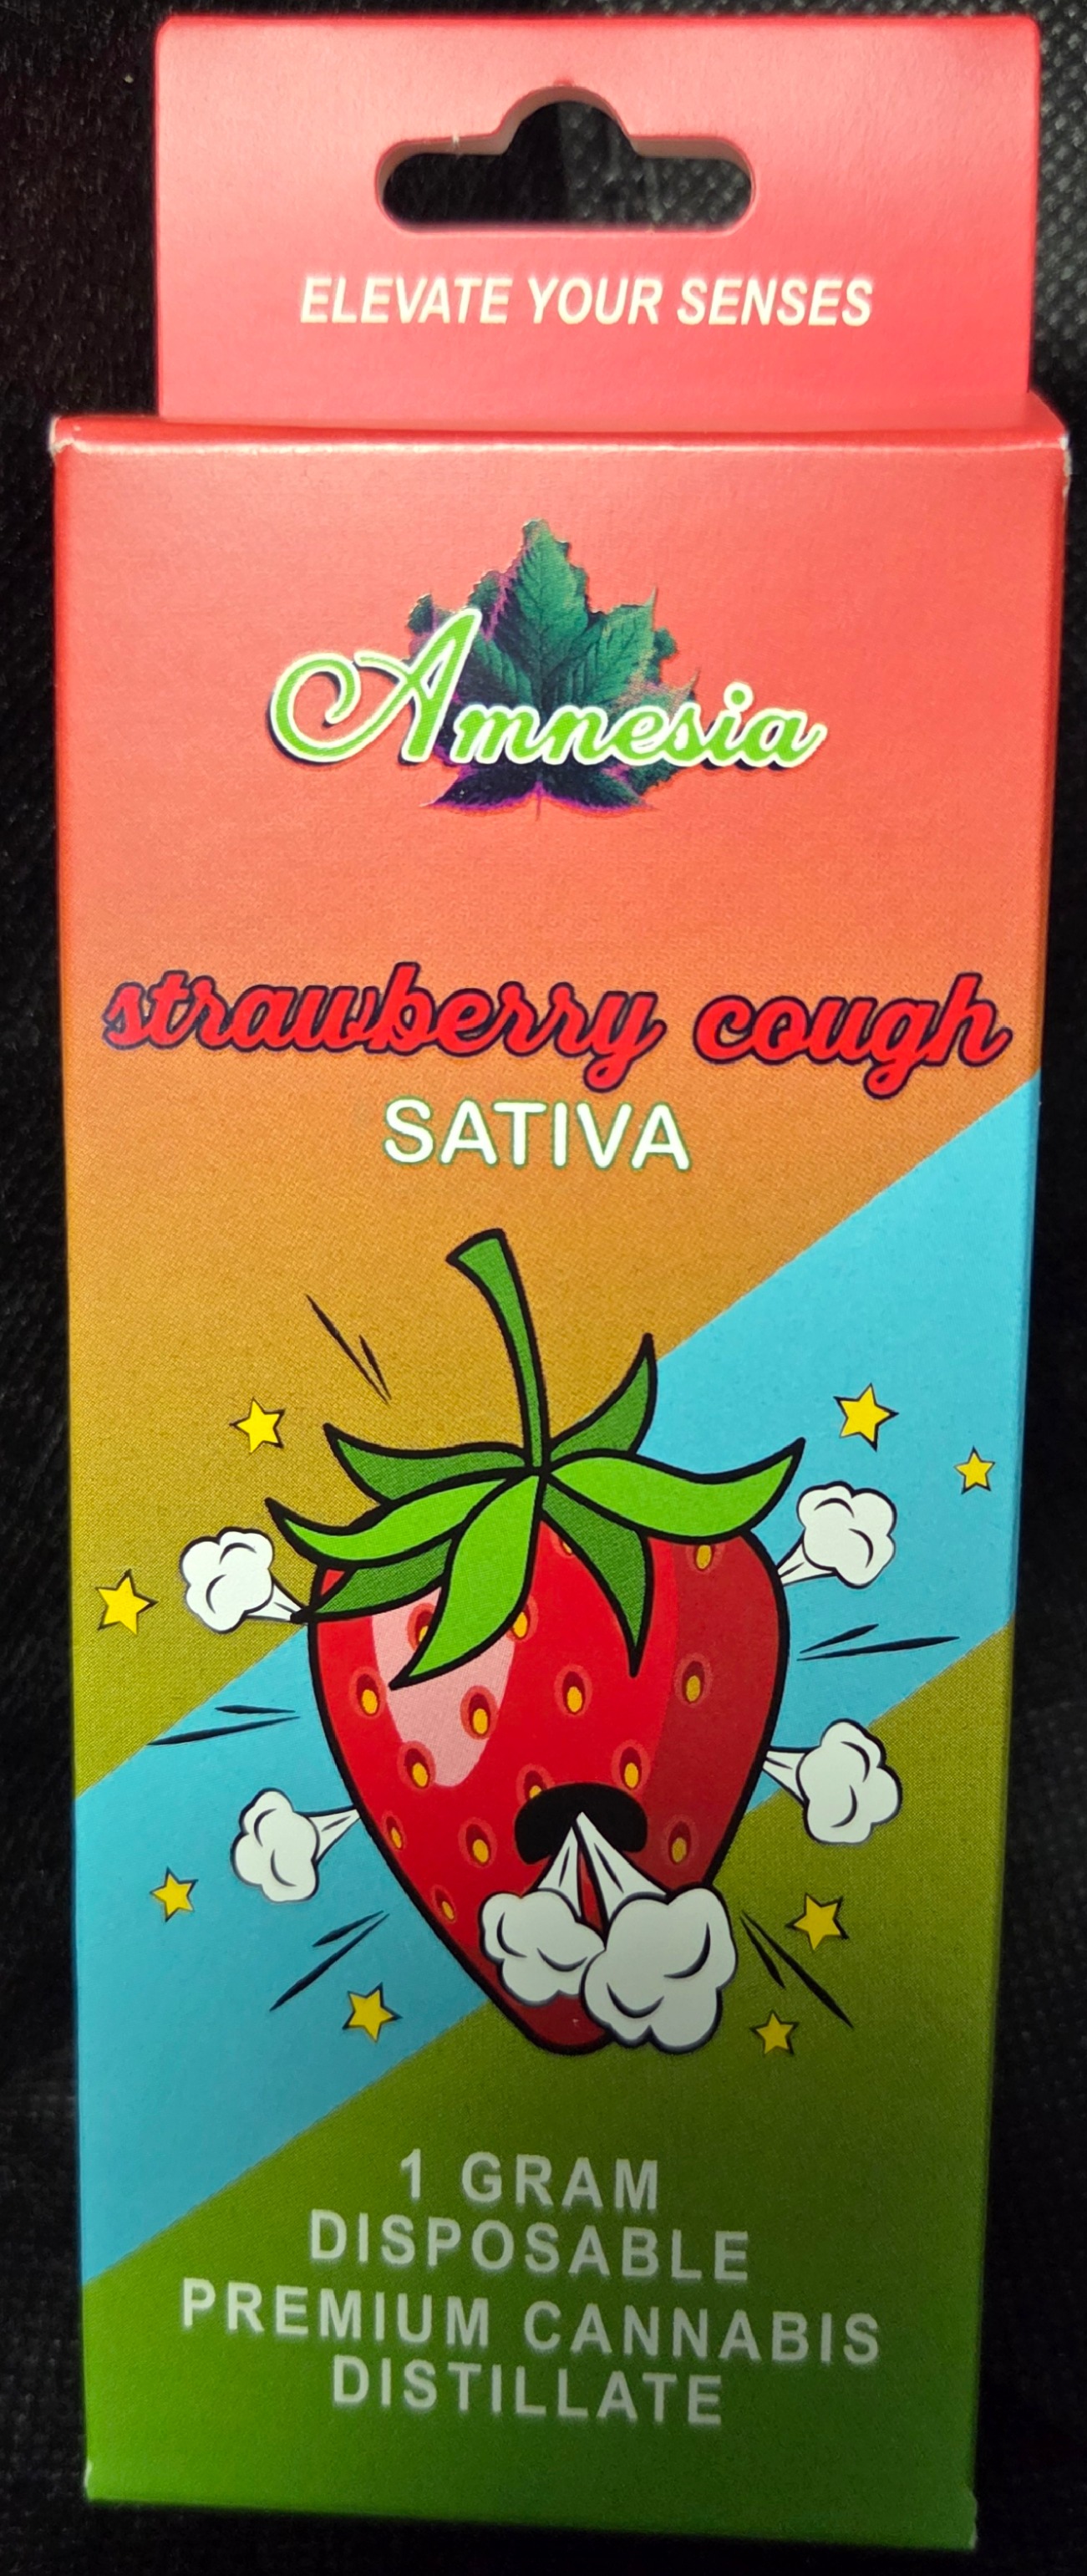 ELEVATE YOUR SENSES
Amnesia
strawberry cough
SATIVA
1 GRAM
DISPOSABLE
PREMIUM CANNABIS
DISTILLATE